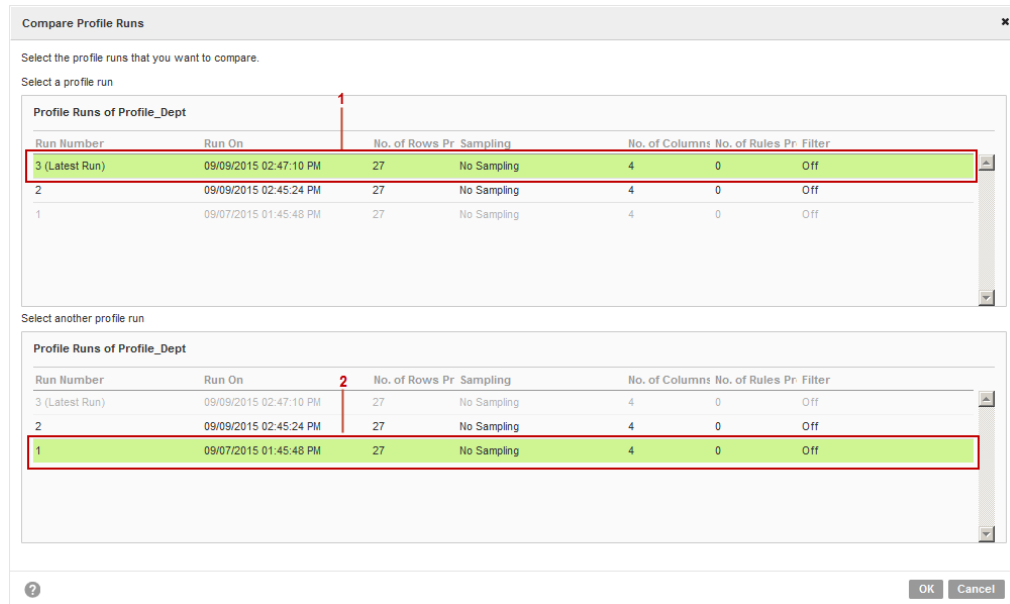 Compare Profile Runs ×
Select the profile runs that you want to compare.
Select a profile run
1
Profile Runs of Profile_Dept
Run Number Run On No. of Rows Pr Sampling No. of Columns No. of Rules Pr Filter
3 (Latest Run) 09/09/2015 02:47:10 PM 27 No Sampling 4 0 Off
2 09/09/2015 02:45:24 PM 27 No Sampling 4 0 Off
1 09/07/2015 01:45:48 PM 27 No Sampling 4 0 Off
Select another profile run
Profile Runs of Profile_Dept
Run Number Run On 2 No. of Rows Pr Sampling No. of Columns No. of Rules Pr Filter
3 (Latest Run) 09/09/2015 02:47:10 PM 27 No Sampling 4 0 Off
2 09/09/2015 02:45:24 PM 27 No Sampling 4 0 Off
1 09/07/2015 01:45:48 PM 27 No Sampling 4 0 Off
? OK Cancel